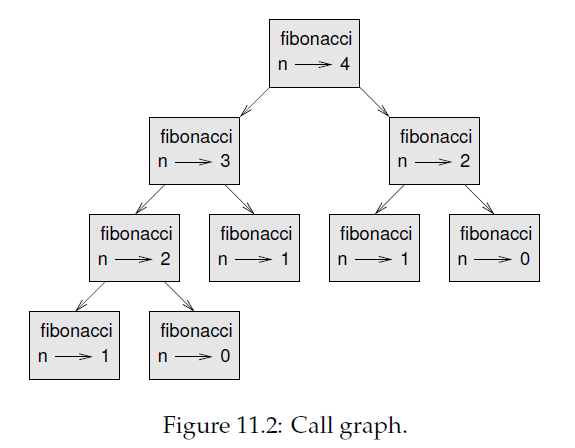 fibonacci
n 4
fibonacci
n 3
fibonacci
n 2
fibonacci
n 2
fibonacci
n 1
fibonacci
n 1
fibonacci
n 0
fibonacci
n 1
fibonacci
n 0
Figure 11.2: Call graph.